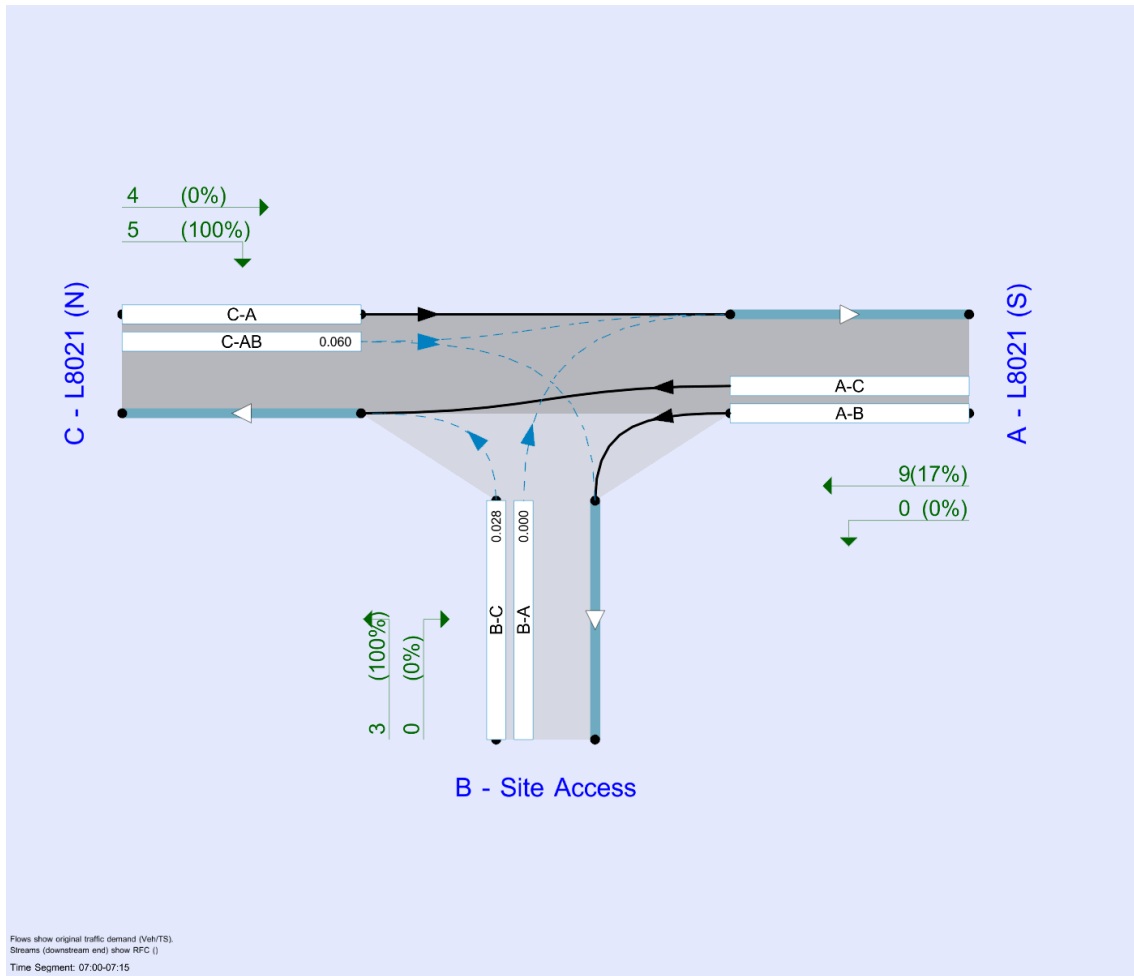 4 (0%)
5 (100%)
C - L8021 (N)
C-A
C-AB 0.060
A-C
A-B
A - L8021 (S)
9(17%)
0 (0%)
B-C 0.028
B-A 0.000
3 (100%)
0 (0%)
B - Site Access
Flows show original traffic demand (Veh/TS).
Streams (downstream end) show RFC ()
Time Segment: 07:00-07:15